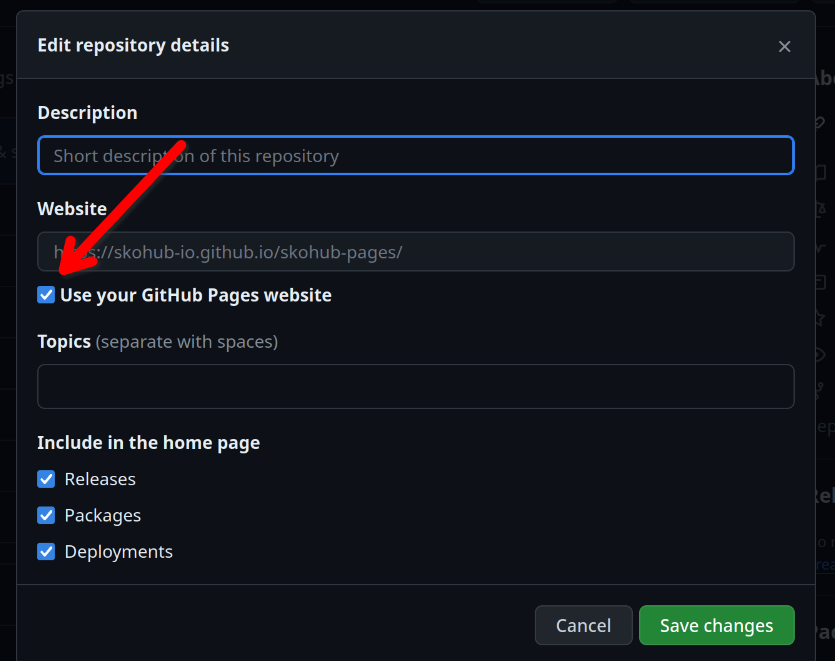 Edit repository details
Description
Short description of this repository
Website
https://skohub-io.github.io/skohub-pages/
Use your GitHub Pages website
Topics (separate with spaces)
Include in the home page
Releases
Packages
Deployments
Cancel
Save changes